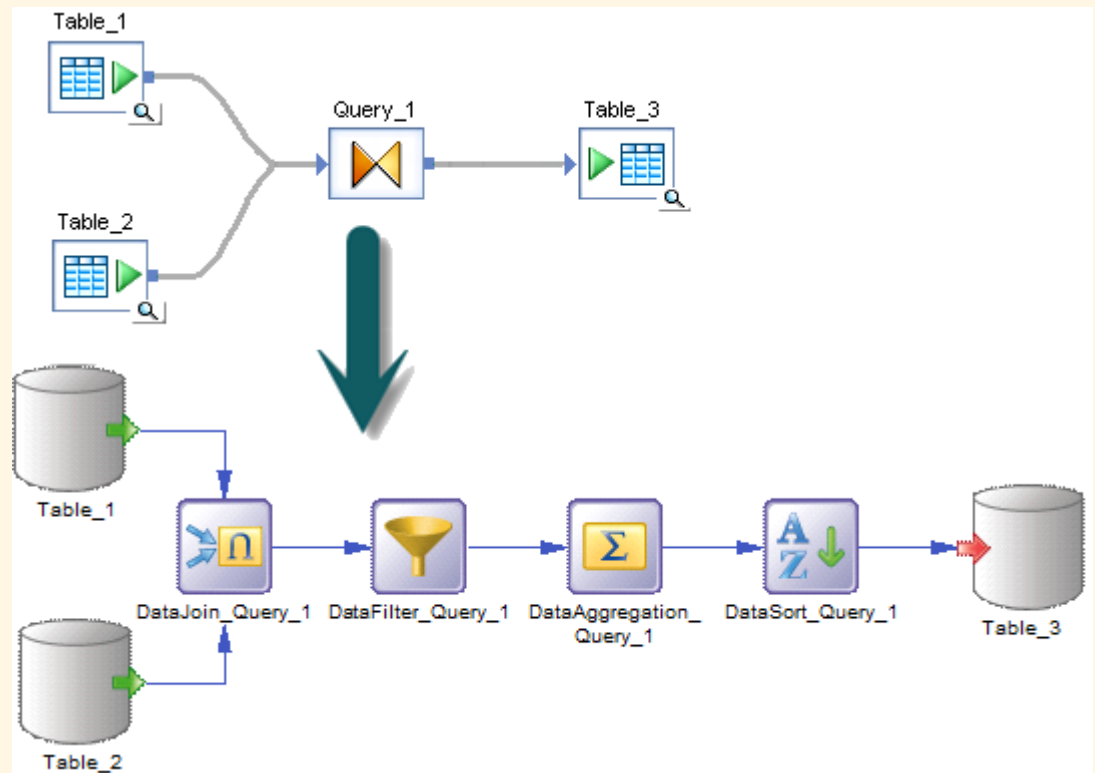 Table_1
Query_1
Table_3
Table_2
Table_1
DataJoin_Query_1
DataFilter_Query_1
DataAggregation_
Query_1
DataSort_Query_1
Table_3
Table_2